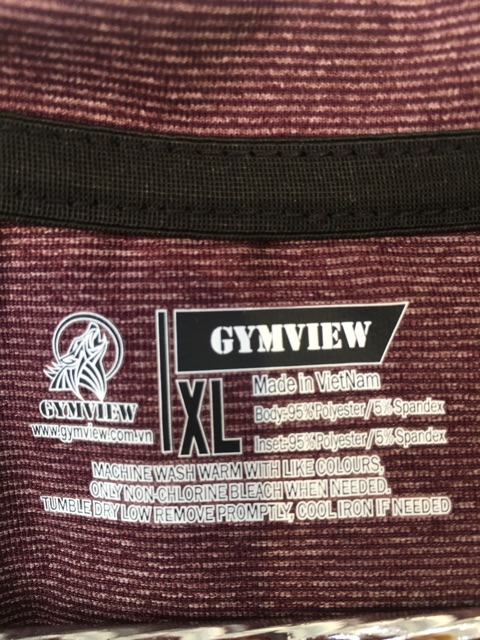 GYMVIEW
www.gymview.com.vn
GYMVIEW
XL
Made in VietNam
Body:95%Polyester/5% Spandex
Inset:95%Polyester/5% Spandex
MACHINE WASH WARM WITH LIKE COLOURS,
ONLY NON-CHLORINE BLEACH WHEN NEEDED.
TUMBLE DRY LOW REMOVE PROMPTLY, COOL IRON IF NEEDED